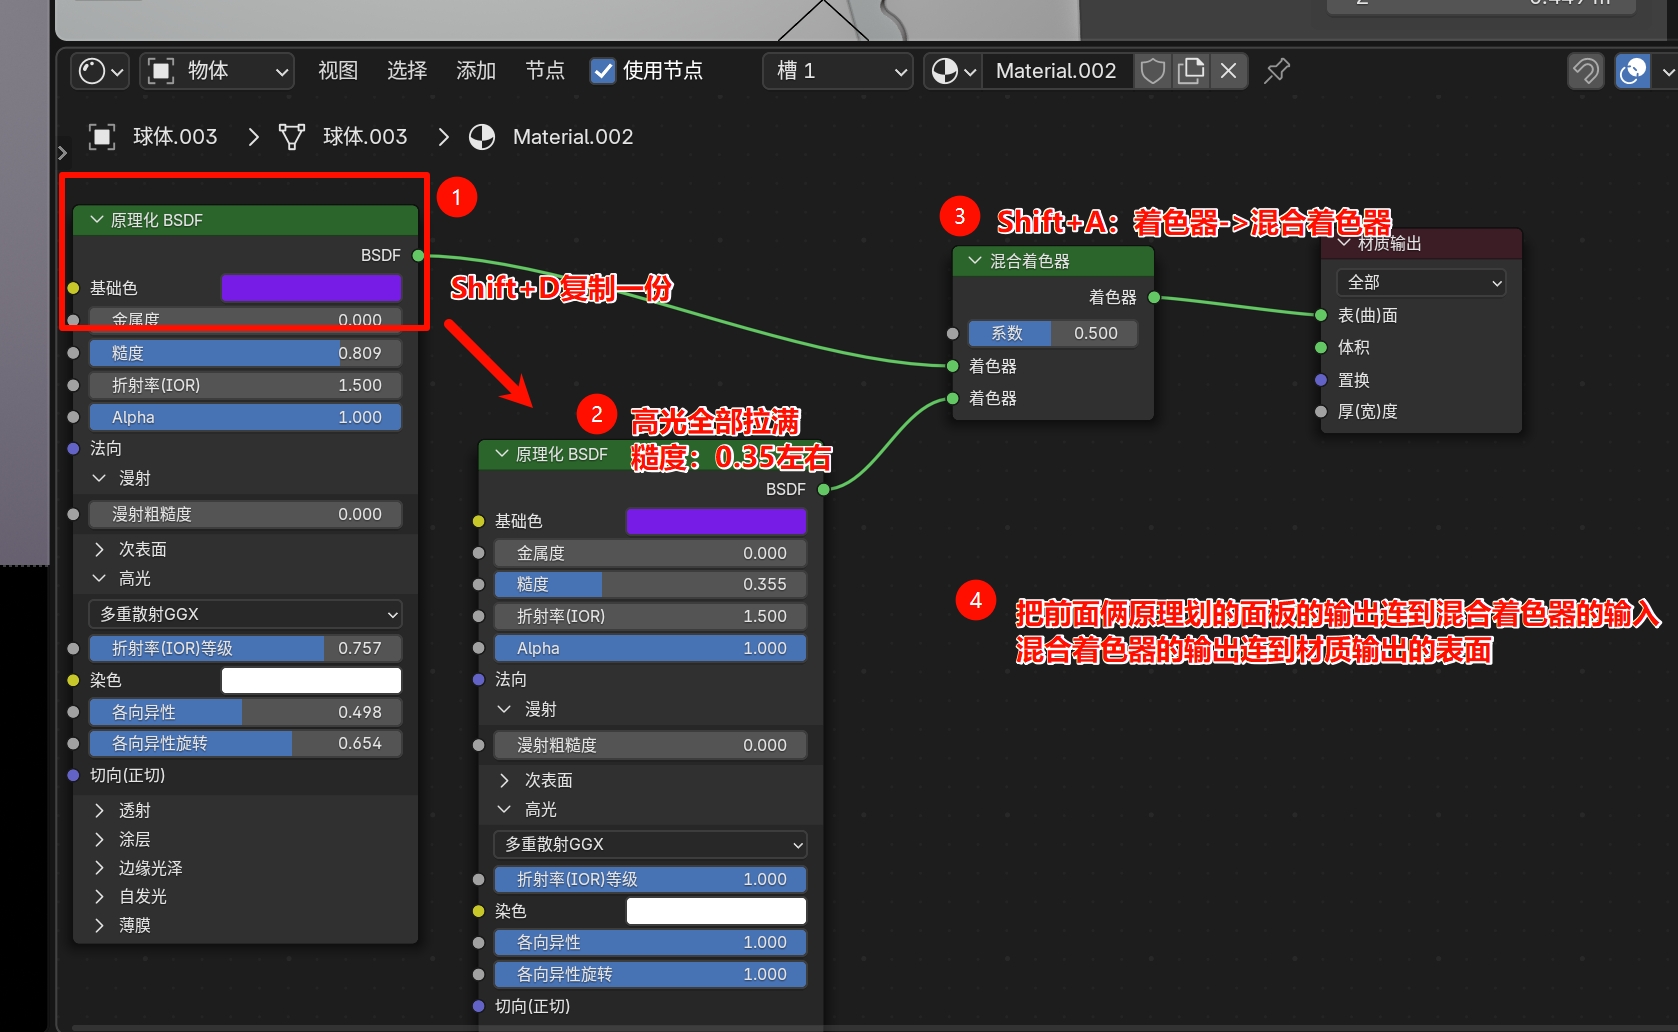 物体
视图
选择
添加
节点
使用节点
槽 1
Material.002
球体.003
球体.003
Material.002
1
原理化 BSDF
BSDF
基础色
金属度 0.000
糙度 0.809
折射率(IOR) 1.500
Alpha 1.000
法向
漫射
漫射粗糙度 0.000
次表面
高光
多重散射GGX
折射率(IOR)等级 0.757
染色
各向异性 0.498
各向异性旋转 0.654
切向(正切)
透射
涂层
边缘光泽
自发光
薄膜
Shift+D复制一份
2
高光全部拉满
糙度：0.35左右
原理化 BSDF
BSDF
基础色
金属度 0.000
糙度 0.355
折射率(IOR) 1.500
Alpha 1.000
法向
漫射
漫射粗糙度 0.000
次表面
高光
多重散射GGX
折射率(IOR)等级 1.000
染色
各向异性 1.000
各向异性旋转 1.000
切向(正切)
3
Shift+A：着色器->混合着色器
混合着色器
着色器
系数 0.500
着色器
着色器
材质输出
全部
表(曲)面
体积
置换
厚(宽)度
4
把前面俩原理划的面板的输出连到混合着色器的输入
混合着色器的输出连到材质输出的表面